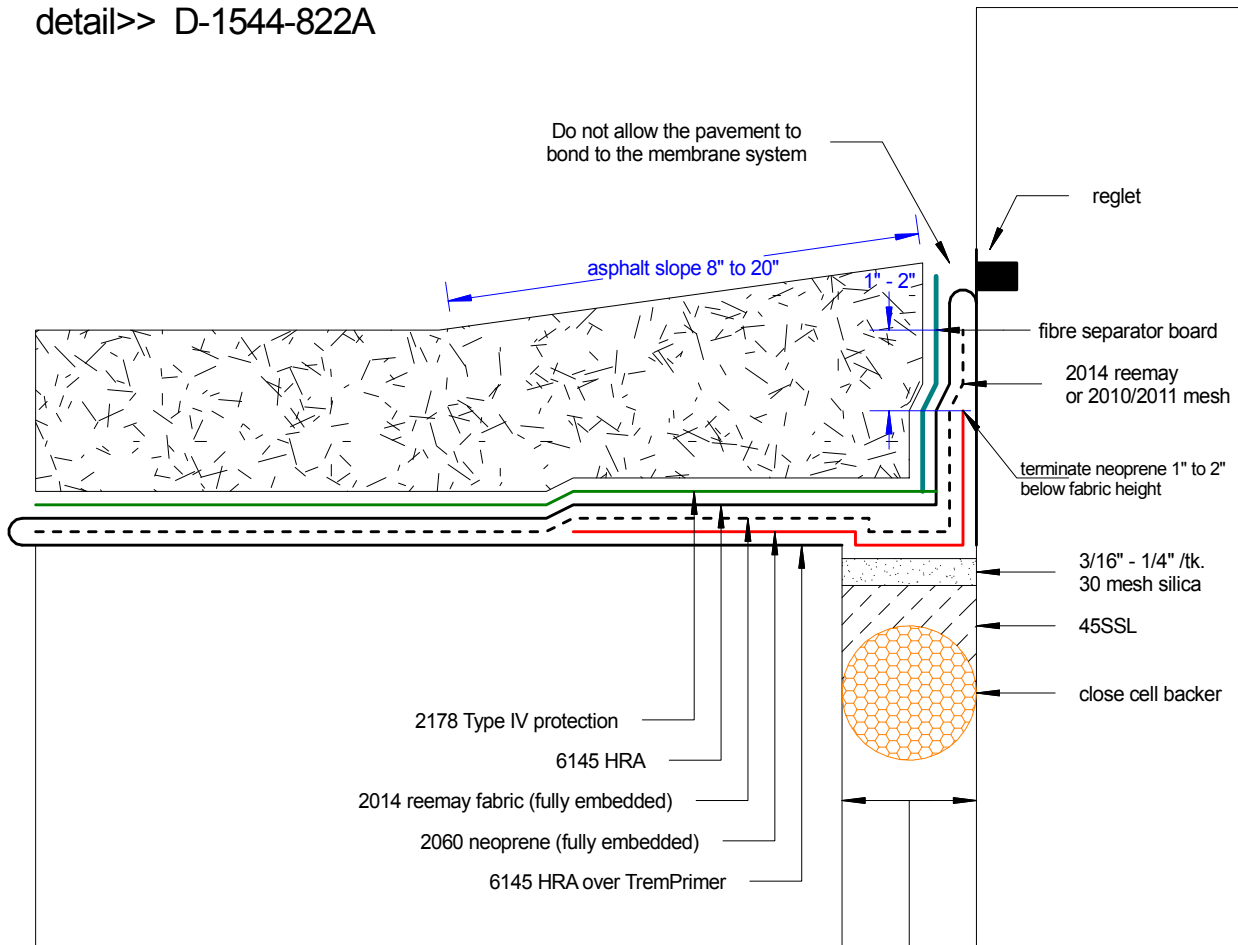 detail>> D-1544-822A
Do not allow the pavement to
bond to the membrane system
reglet
asphalt slope 8" to 20"
1" - 2"
fibre separator board
2014 reemay
or 2010/2011 mesh
terminate neoprene 1" to 2"
below fabric height
3/16" - 1/4" /tk.
30 mesh silica
45SSL
close cell backer
2178 Type IV protection
6145 HRA
2014 reemay fabric (fully embedded)
2060 neoprene (fully embedded)
6145 HRA over TremPrimer